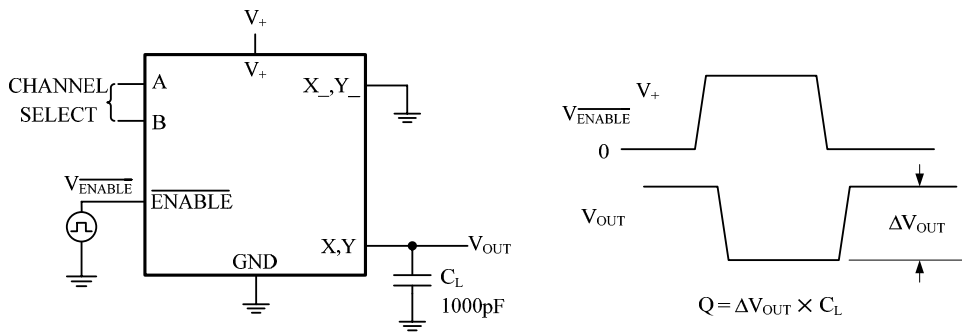 V₊
V₊
CHANNEL
SELECT
A
B
X_,Y_
V_ENABLE
ENABLE
X,Y
V_OUT
GND
C_L
1000pF
V_ENABLE
V₊
0
V_OUT
ΔV_OUT
Q = ΔV_OUT × C_L